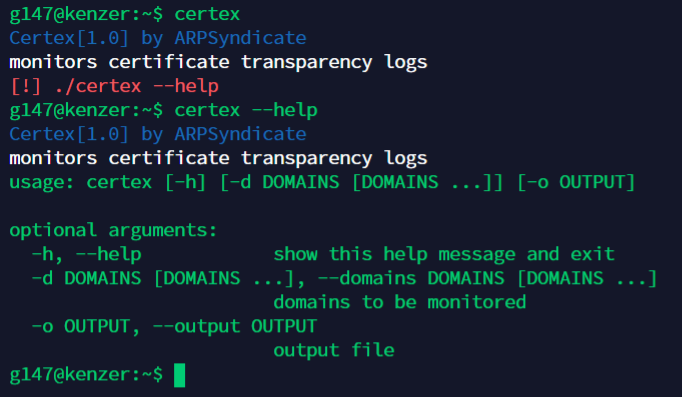 g147@kenzer:~$ certex
Certex[1.0] by ARPSyndicate
monitors certificate transparency logs
[!] ./certex --help
g147@kenzer:~$ certex --help
Certex[1.0] by ARPSyndicate
monitors certificate transparency logs
usage: certex [-h] [-d DOMAINS [DOMAINS ...]] [-o OUTPUT]
optional arguments:
-h, --help show this help message and exit
-d DOMAINS [DOMAINS ...], --domains DOMAINS [DOMAINS ...]
domains to be monitored
-o OUTPUT, --output OUTPUT
output file
g147@kenzer:~$